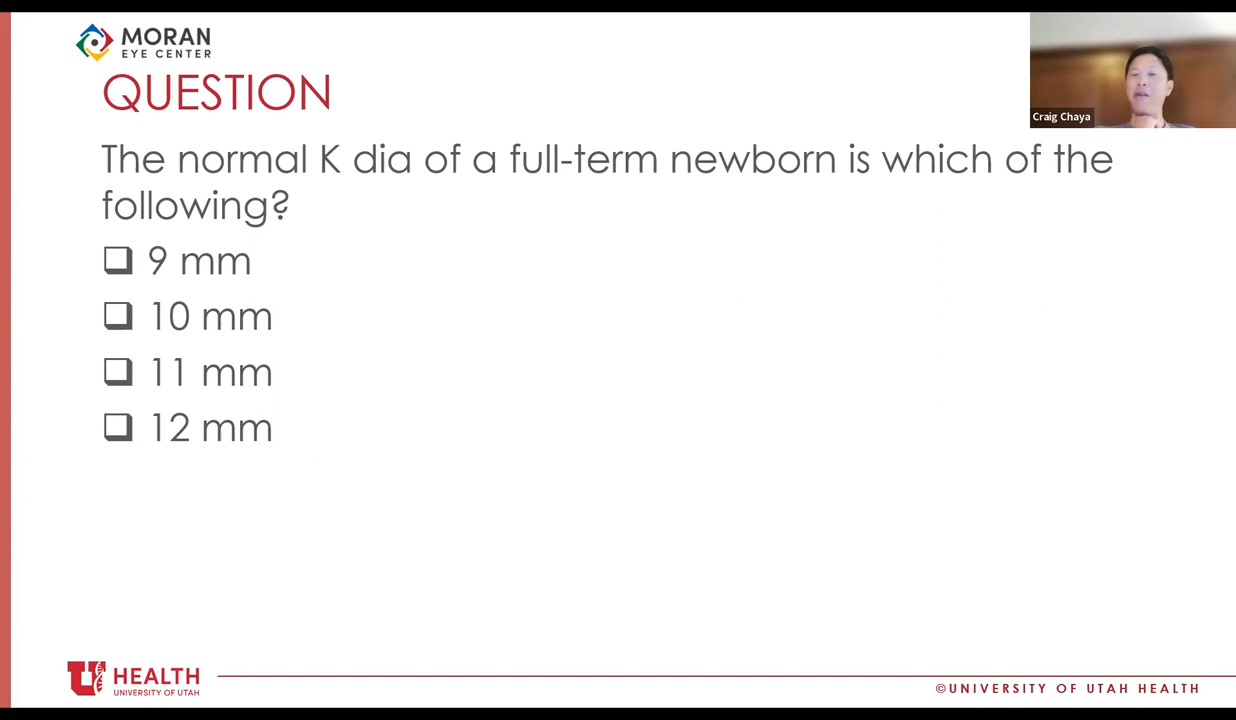 MORAN
EYE CENTER
QUESTION
Craig Chaya
The normal K dia of a full-term newborn is which of the
following?
9 mm
10 mm
11 mm
12 mm
U HEALTH
UNIVERSITY OF UTAH
©UNIVERSITY OF UTAH HEALTH